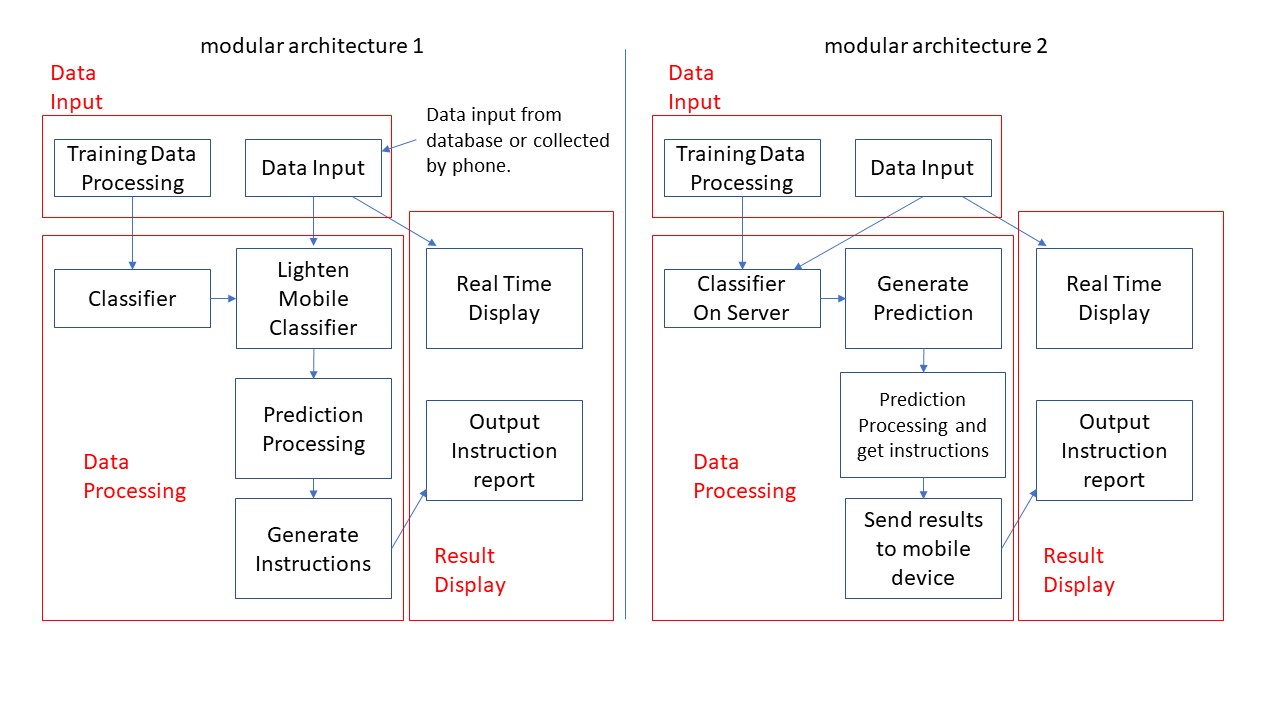 modular architecture 1
Data
Input
Data input from
database or collected
by phone.
Training Data
Processing
Data Input
Classifier
Lighten
Mobile
Classifier
Real Time
Display
Prediction
Processing
Output
Instruction
report
Data
Processing
Generate
Instructions
Result
Display
modular architecture 2
Data
Input
Training Data
Processing
Data Input
Classifier
On Server
Generate
Prediction
Real Time
Display
Prediction
Processing and
get instructions
Output
Instruction
report
Data
Processing
Send results
to mobile
device
Result
Display